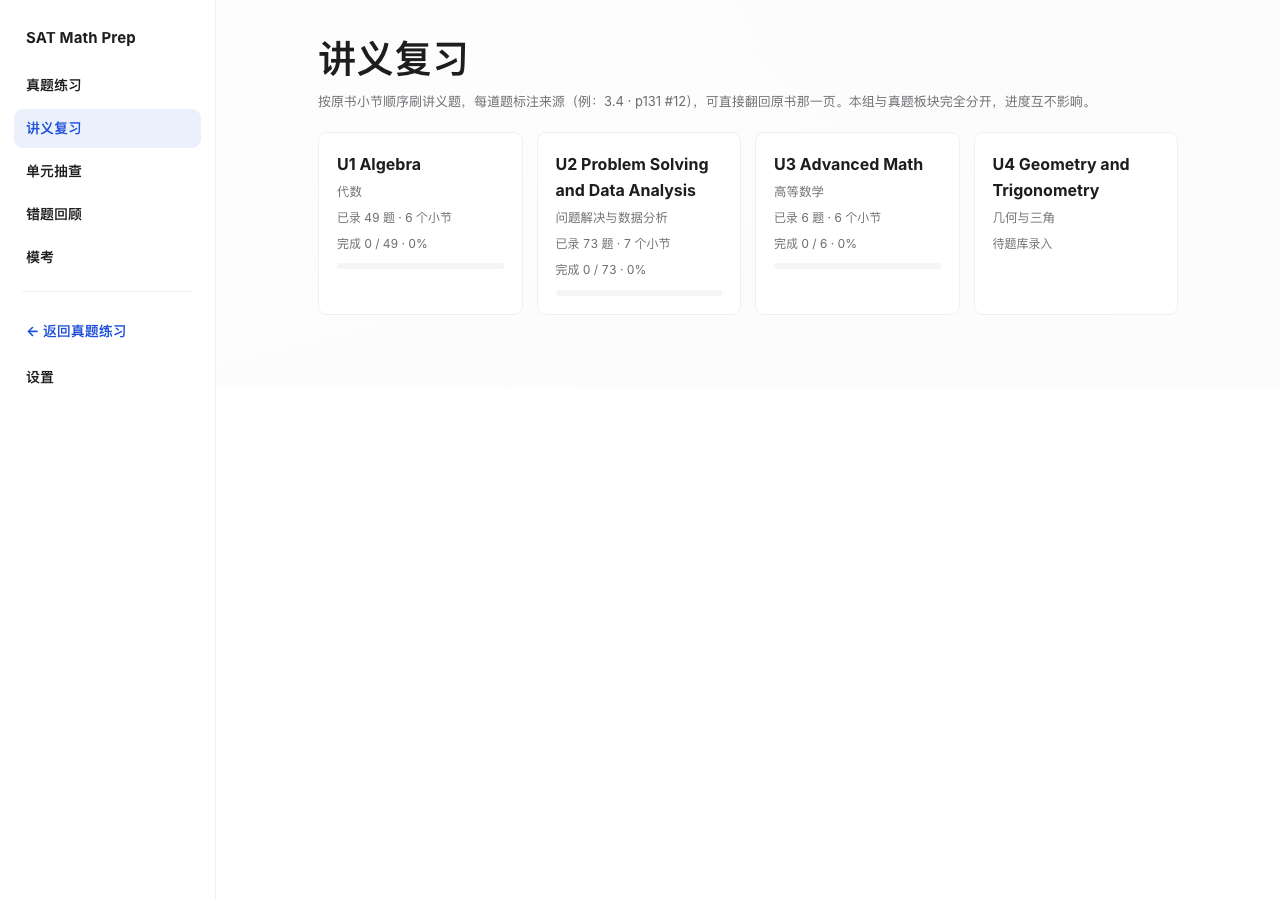 SAT Math Prep
真题练习
讲义复习
单元抽查
错题回顾
模考
← 返回真题练习
设置
讲义复习
按原书小节顺序刷讲义题，每道题标注来源（例：3.4 · p131 #12），可直接翻回原书那一页。本组与真题板块完全分开，进度互不影响。
U1 Algebra
代数
已录 49 题 · 6 个小节
完成 0 / 49 · 0%
U2 Problem Solving
and Data Analysis
问题解决与数据分析
已录 73 题 · 7 个小节
完成 0 / 73 · 0%
U3 Advanced Math
高等数学
已录 6 题 · 6 个小节
完成 0 / 6 · 0%
U4 Geometry and
Trigonometry
几何与三角
待题库录入